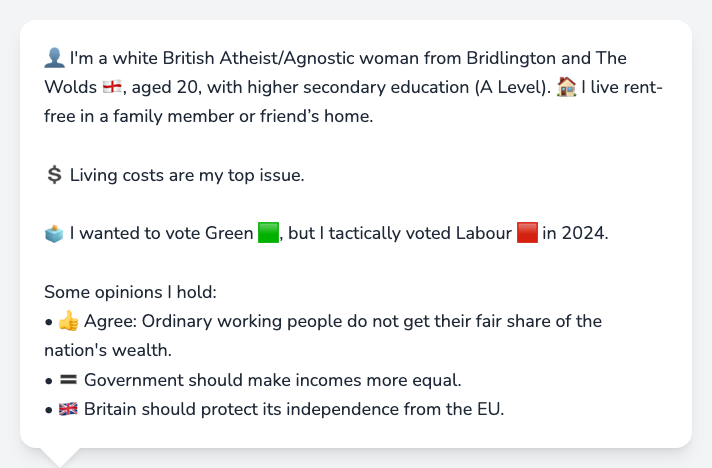 👤 I'm a white British Atheist/Agnostic woman from Bridlington and The
Wolds 🏴󠁧󠁢󠁥󠁮󠁧󠁿, aged 20, with higher secondary education (A Level). 🏠 I live rent-
free in a family member or friend’s home.
💲 Living costs are my top issue.
🗳️ I wanted to vote Green 🟩, but I tactically voted Labour 🟥 in 2024.
Some opinions I hold:
• 👍 Agree: Ordinary working people do not get their fair share of the
nation's wealth.
• 🟰 Government should make incomes more equal.
• 🇬🇧 Britain should protect its independence from the EU.